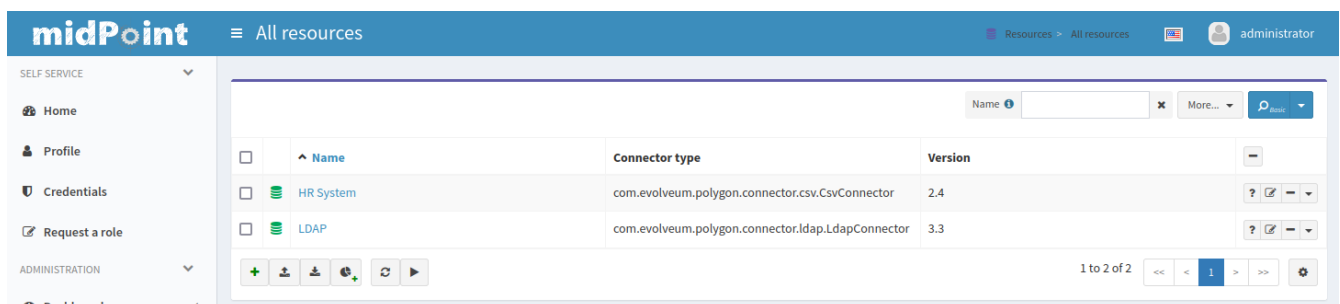 midPoint
All resources
Resources > All resources
administrator
SELF SERVICE
Home
Profile
Credentials
Request a role
ADMINISTRATION
Name
More...
Basic
Name Connector type Version
HR System com.evolveum.polygon.connector.csv.CsvConnector 2.4
LDAP com.evolveum.polygon.connector.ldap.LdapConnector 3.3
1 to 2 of 2 << < 1 > >>